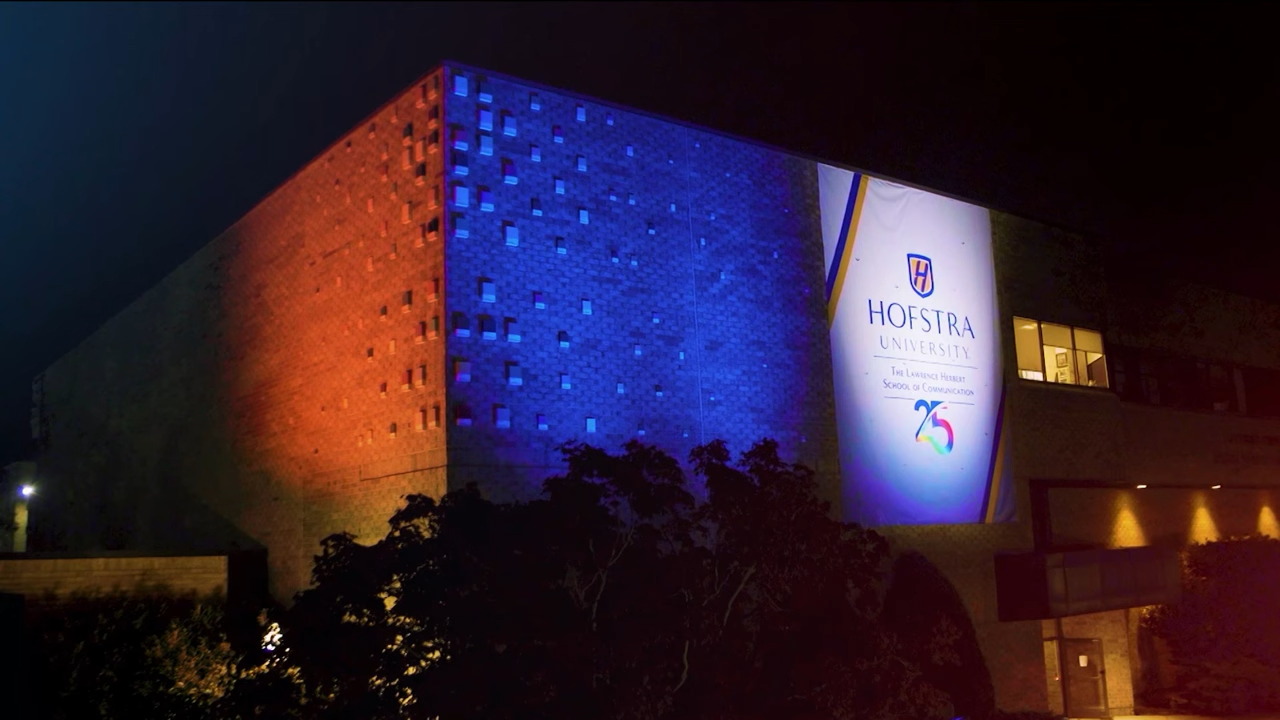 H
HOFSTRA
UNIVERSITY
THE LAWRENCE HERBERT
SCHOOL OF COMMUNICATION
25